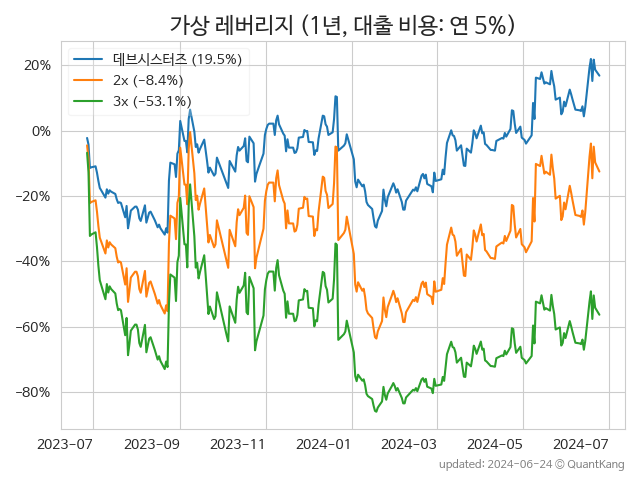 가상 레버리지 (1년, 대출 비용: 연 5%)
데브시스터즈 (19.5%)
2x (−8.4%)
3x (−53.1%)
20%
0%
−20%
−40%
−60%
−80%
2023-07 2023-09 2023-11 2024-01 2024-03 2024-05 2024-07
updated: 2024-06-24 © QuantKang